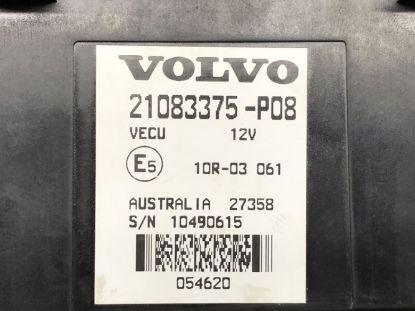 VOLVO
21083375-P08
VECU 12V
E5 10R-03 061
AUSTRALIA 27358
S/N 10490615
054620